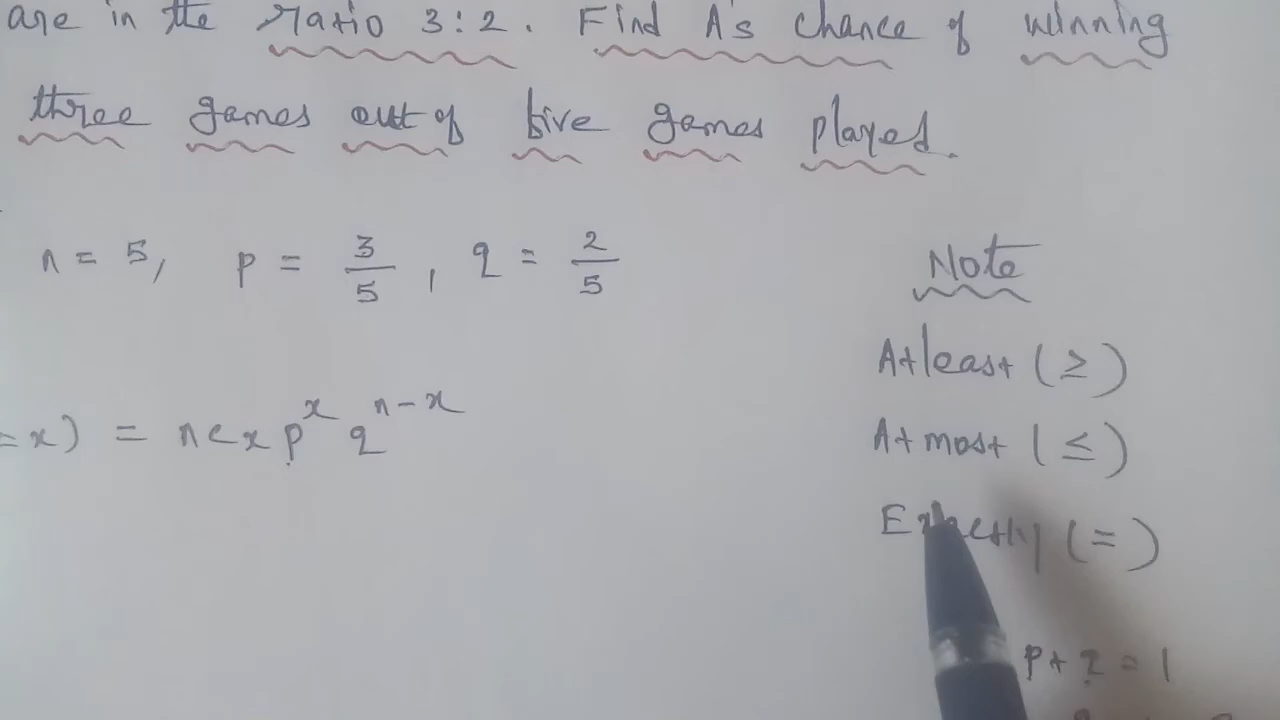 are in the ratio 3:2. Find A's chance of winning
three games out of five games played.
n = 5, p = 3/5, q = 2/5
Note
Atleast (≥)
= x) = ncx p^x q^n-x
Atmost (≤)
Exactly (=)
p+q = 1